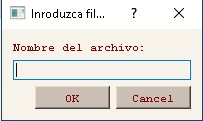 Inroduzca fil... ?
Nombre del archivo:
OK Cancel